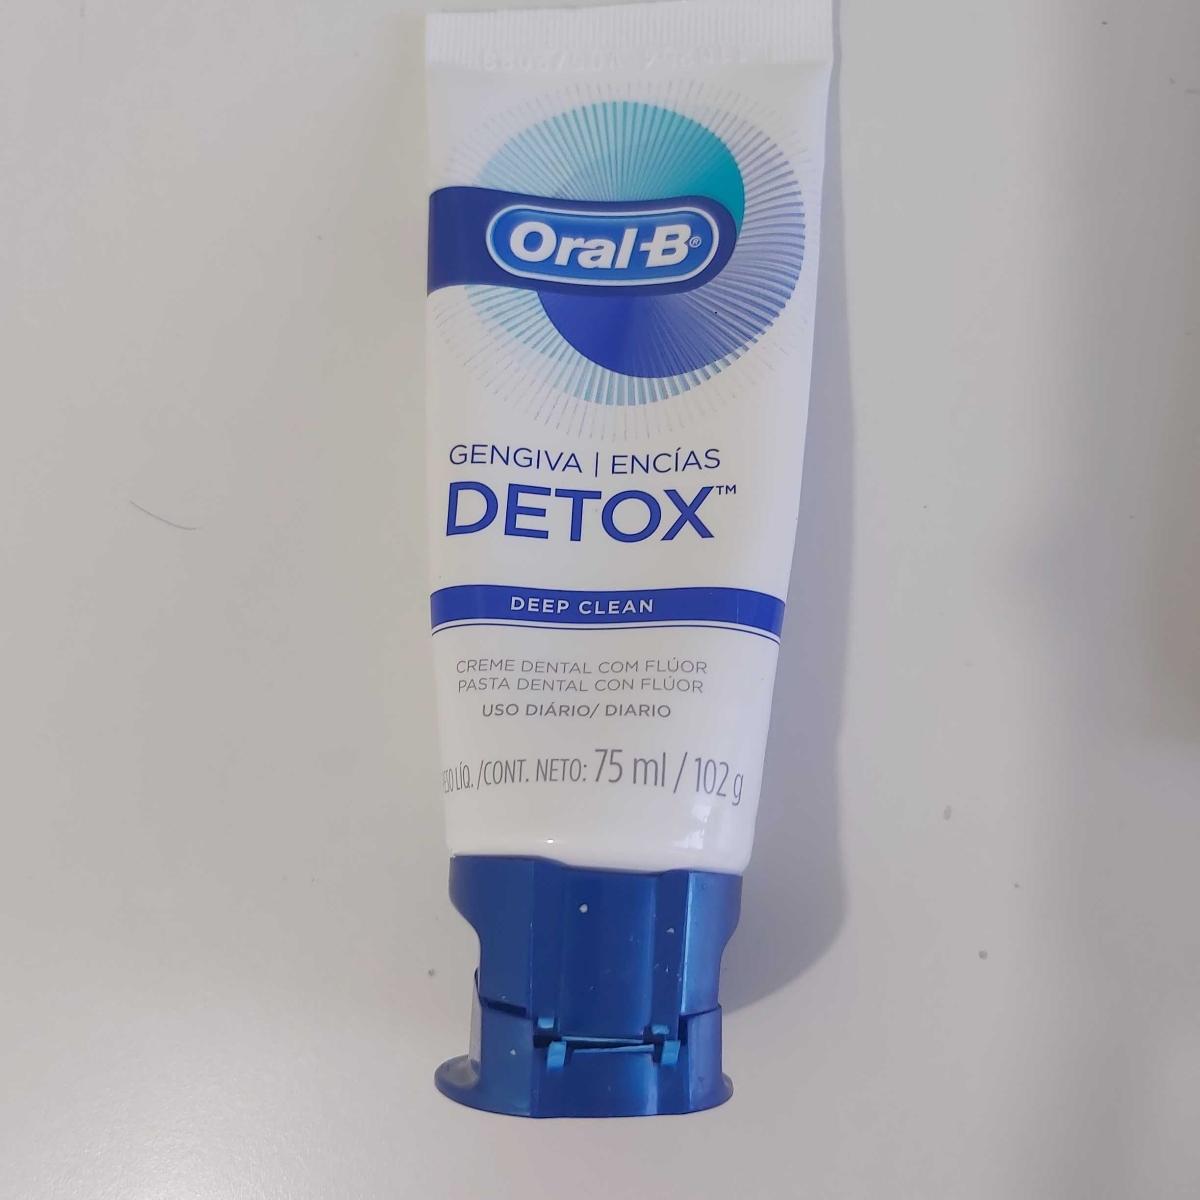 Oral-B®
GENGIVA | ENCÍAS
DETOX™
DEEP CLEAN
CREME DENTAL COM FLÚOR
PASTA DENTAL CON FLÚOR
USO DIÁRIO/ DIARIO
LÍQ. /CONT. NETO: 75 ml / 102 g